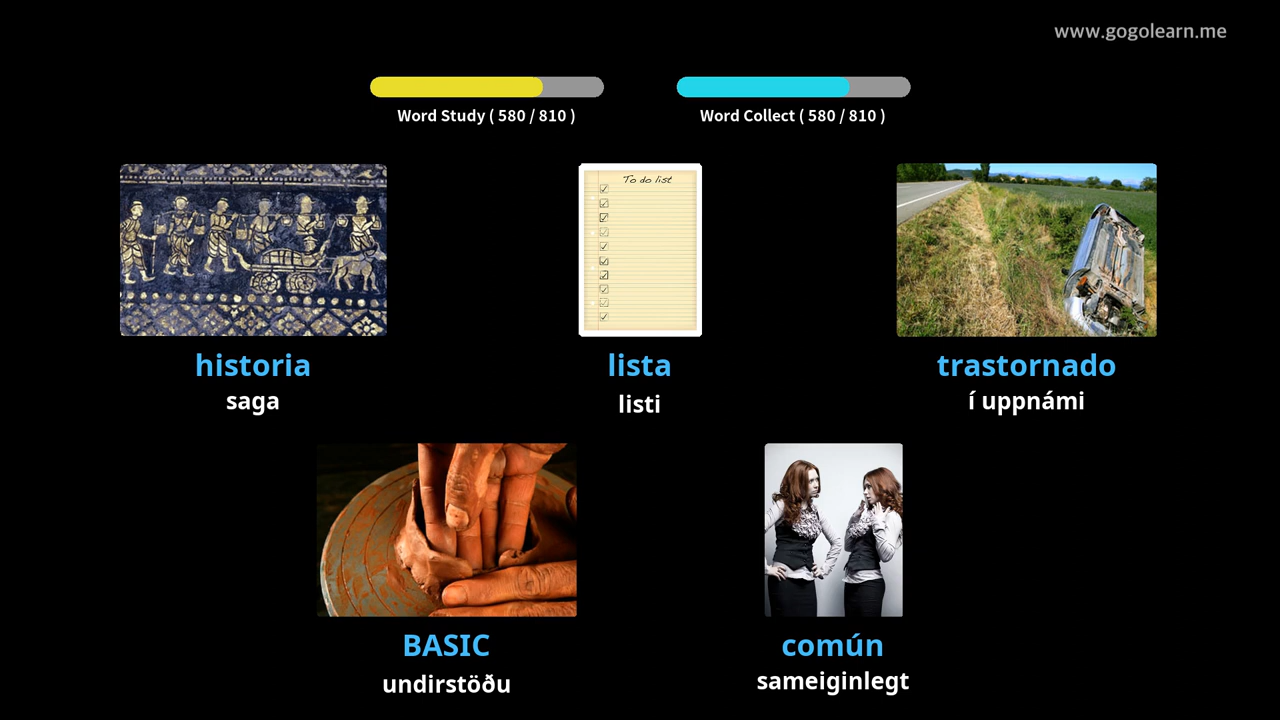 www.gogolearn.me
Word Study ( 580 / 810 )
Word Collect ( 580 / 810 )
To do list
historia
saga
lista
listi
trastornado
í uppnámi
BASIC
undirstöðu
común
sameiginlegt